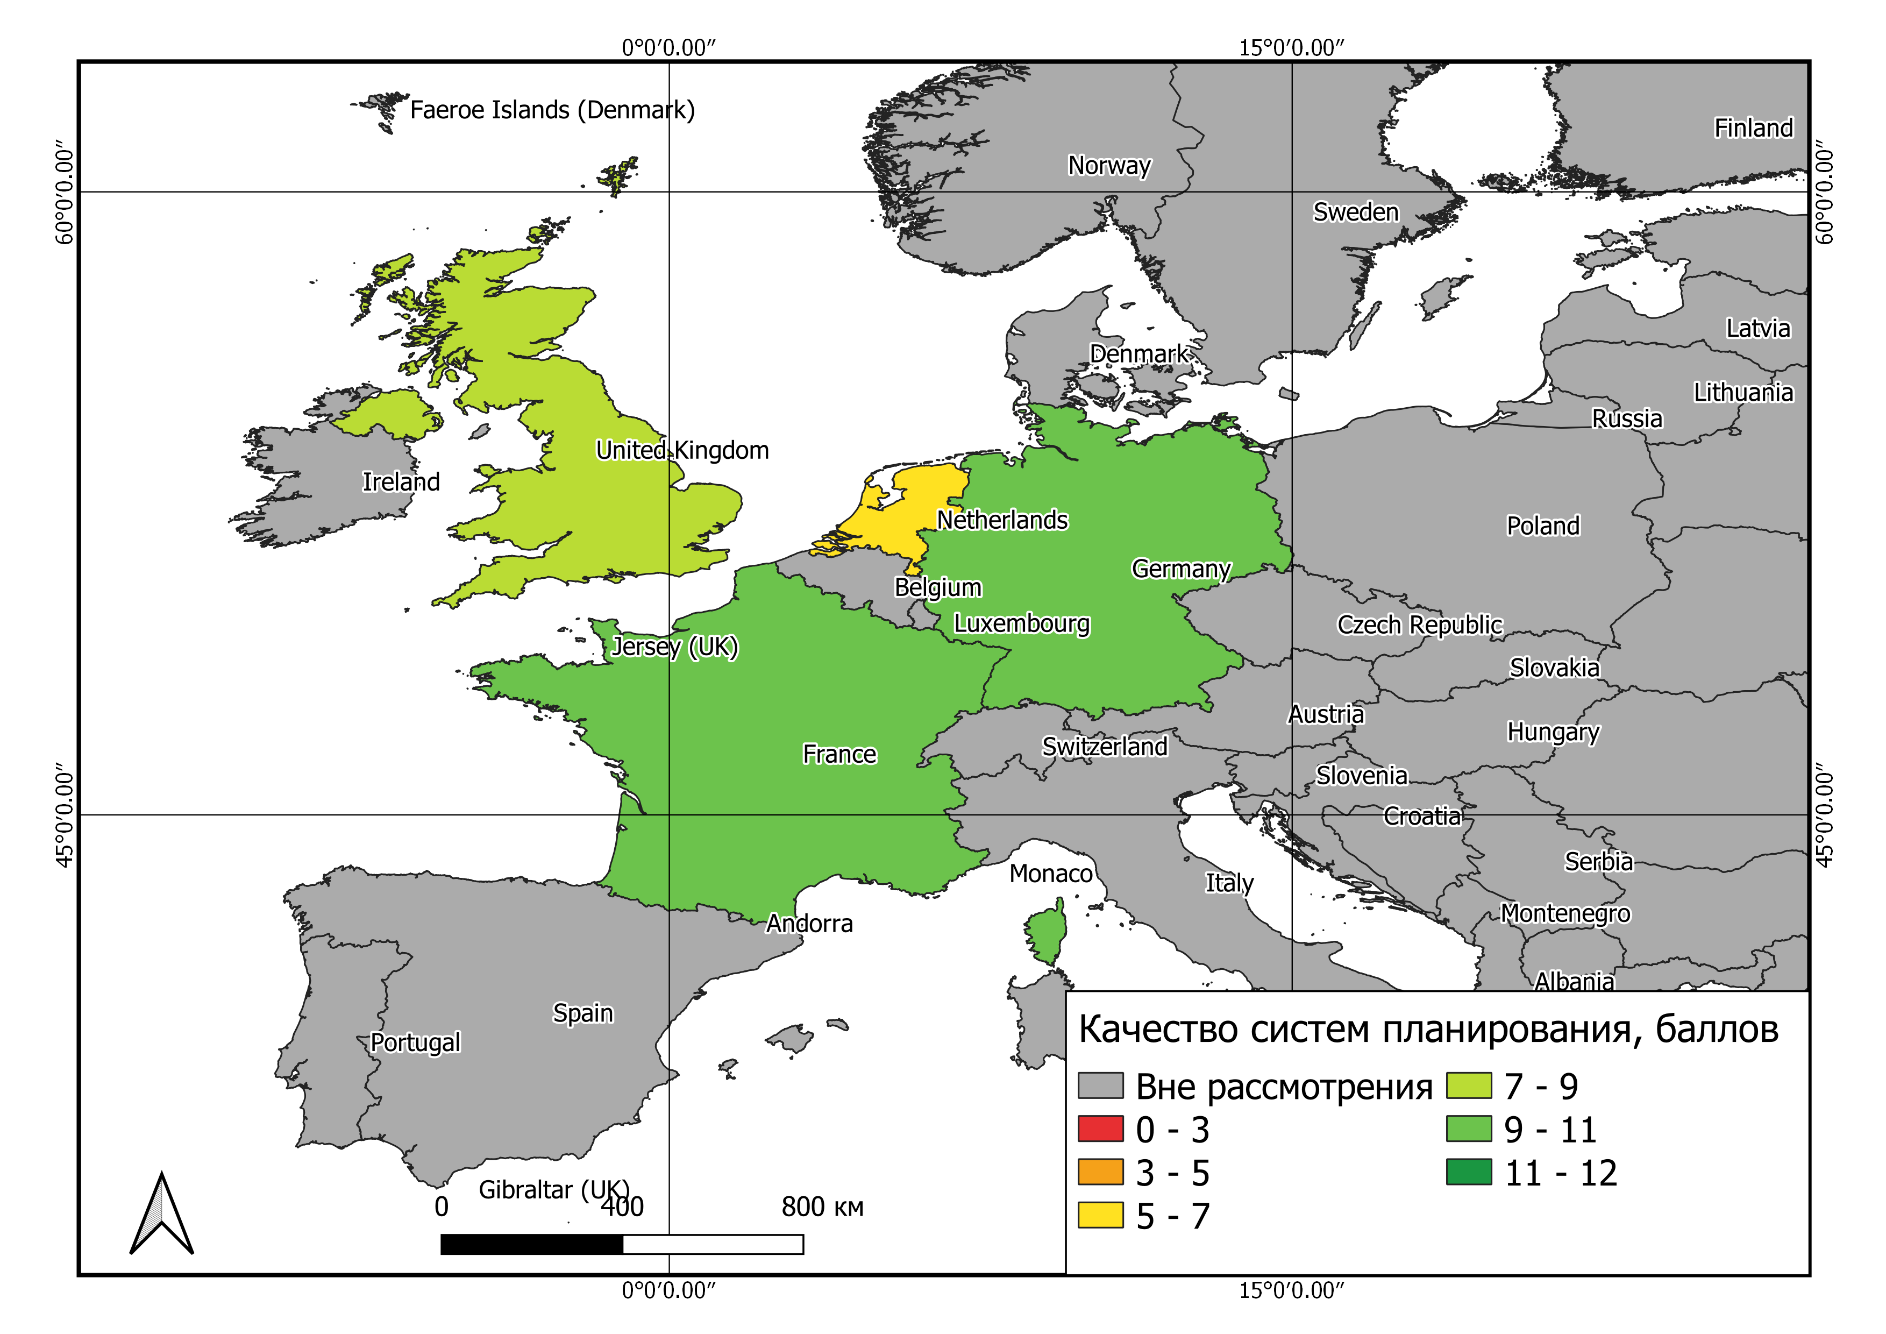 0°0′0.00″
15°0′0.00″
Faeroe Islands (Denmark)
Finland
Norway
60°0′0.00″
60°0′0.00″
Sweden
Latvia
Denmark
Lithuania
Russia
United Kingdom
Ireland
Netherlands
Poland
Germany
Belgium
Luxembourg
Czech Republic
Jersey (UK)
Slovakia
Austria
Hungary
Switzerland
France
Slovenia
45°0′0.00″
45°0′0.00″
Croatia
Serbia
Monaco
Italy
Montenegro
Andorra
Albania
Spain
Portugal
Качество систем планирования, баллов
Вне рассмотрения
0 - 3
3 - 5
5 - 7
7 - 9
9 - 11
11 - 12
Gibraltar (UK)
0 400 800 км
0°0′0.00″
15°0′0.00″